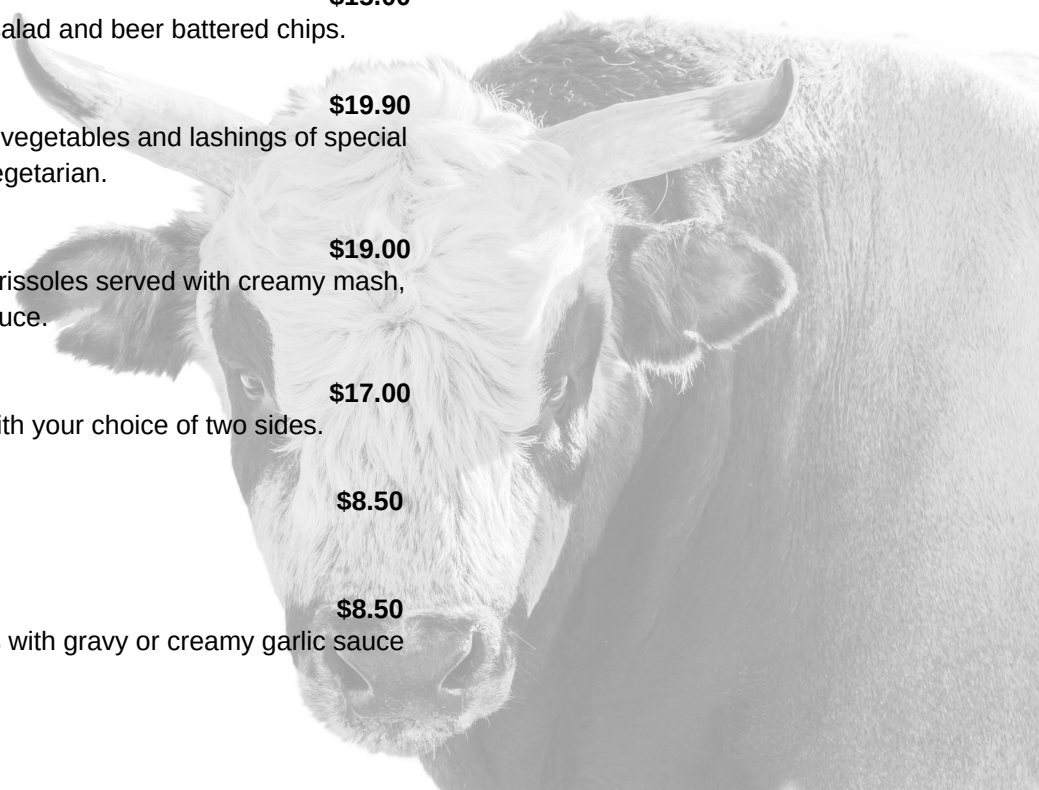 salad and beer battered chips.
$19.90
vegetables and lashings of special
egetarian.
$19.00
rissoles served with creamy mash,
uce.
$17.00
ith your choice of two sides.
$8.50
$8.50
with gravy or creamy garlic sauce